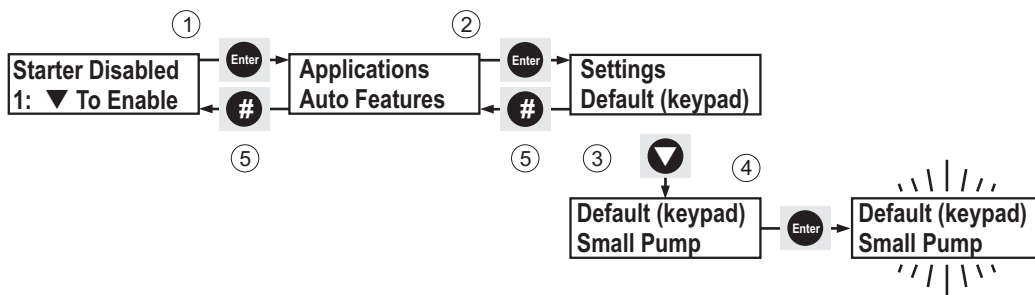 1
2
Starter Disabled
1: ▼ To Enable
Enter
#
Applications
Auto Features
Enter
#
Settings
Default (keypad)
5
5
3
4
Default (keypad)
Small Pump
Enter
Default (keypad)
Small Pump